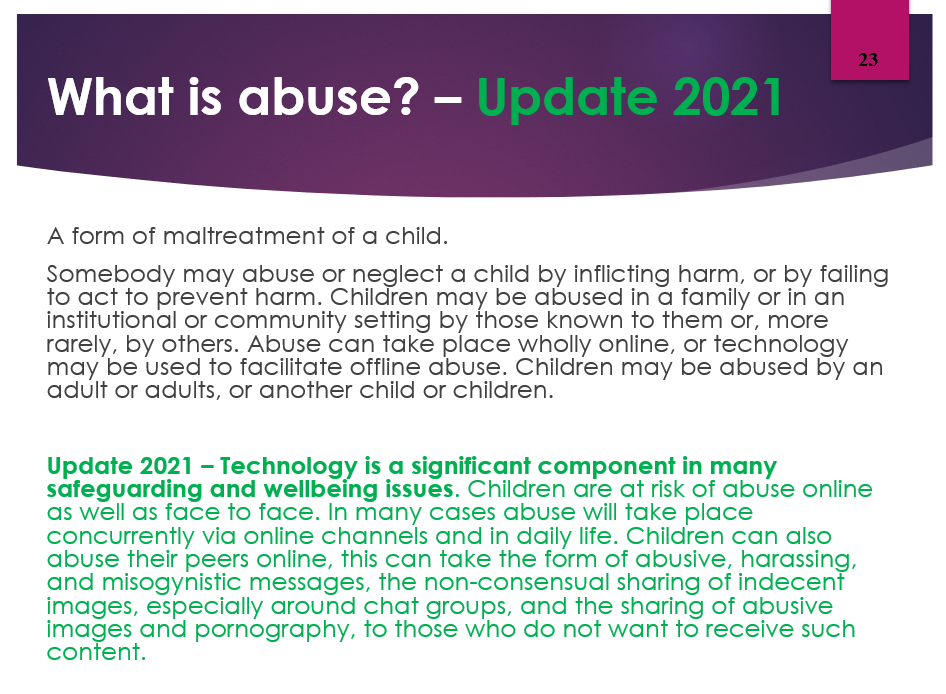 23
What is abuse? – Update 2021
A form of maltreatment of a child.
Somebody may abuse or neglect a child by inflicting harm, or by failing
to act to prevent harm. Children may be abused in a family or in an
institutional or community setting by those known to them or, more
rarely, by others. Abuse can take place wholly online, or technology
may be used to facilitate offline abuse. Children may be abused by an
adult or adults, or another child or children.
Update 2021 – Technology is a significant component in many
safeguarding and wellbeing issues. Children are at risk of abuse online
as well as face to face. In many cases abuse will take place
concurrently via online channels and in daily life. Children can also
abuse their peers online, this can take the form of abusive, harassing,
and misogynistic messages, the non-consensual sharing of indecent
images, especially around chat groups, and the sharing of abusive
images and pornography, to those who do not want to receive such
content.